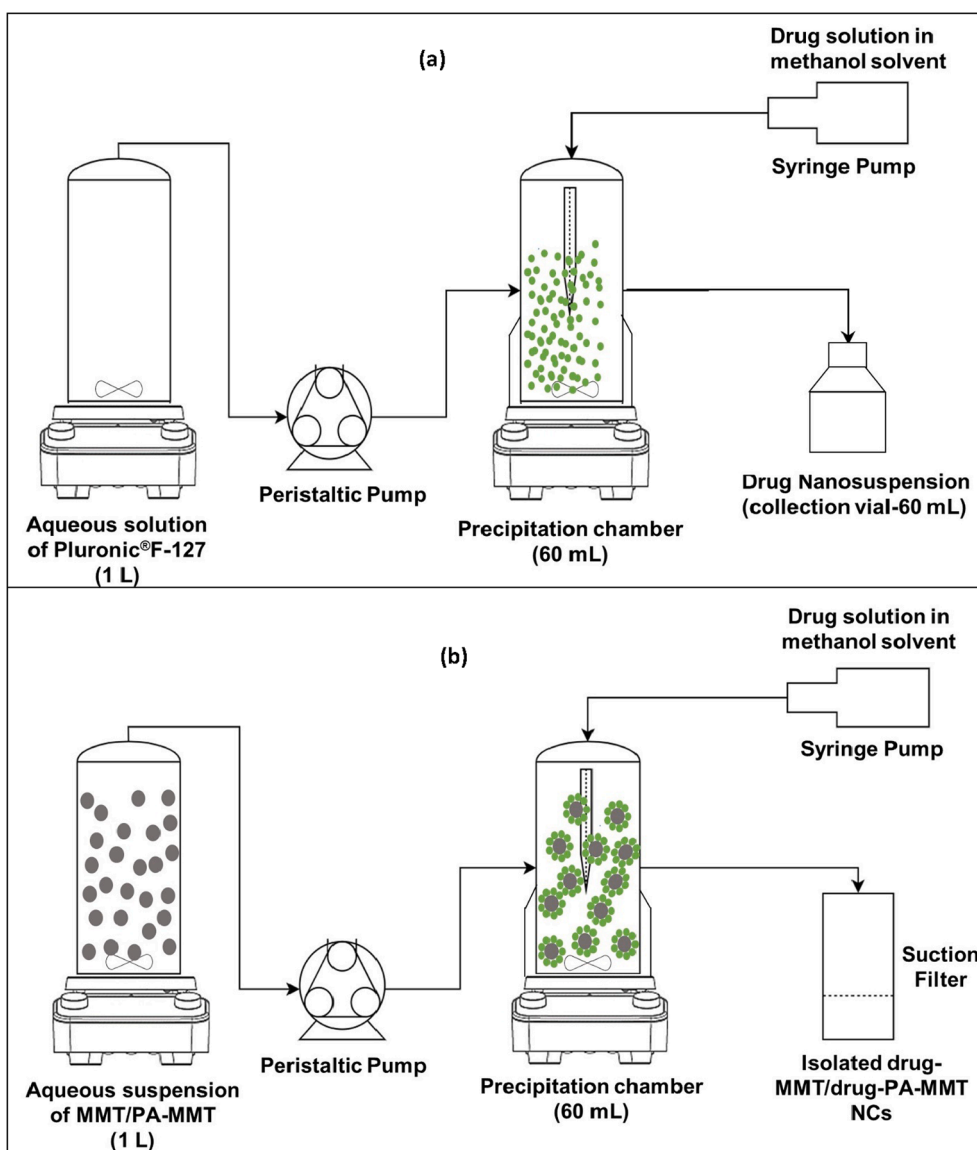 (a)
Drug solution in
methanol solvent
Syringe Pump
Peristaltic Pump
Aqueous solution
of Pluronic®F-127
(1 L)
Precipitation chamber
(60 mL)
Drug Nanosuspension
(collection vial-60 mL)
(b)
Drug solution in
methanol solvent
Syringe Pump
Suction
Filter
Peristaltic Pump
Aqueous suspension
of MMT/PA-MMT
(1 L)
Precipitation chamber
(60 mL)
Isolated drug-
MMT/drug-PA-MMT
NCs